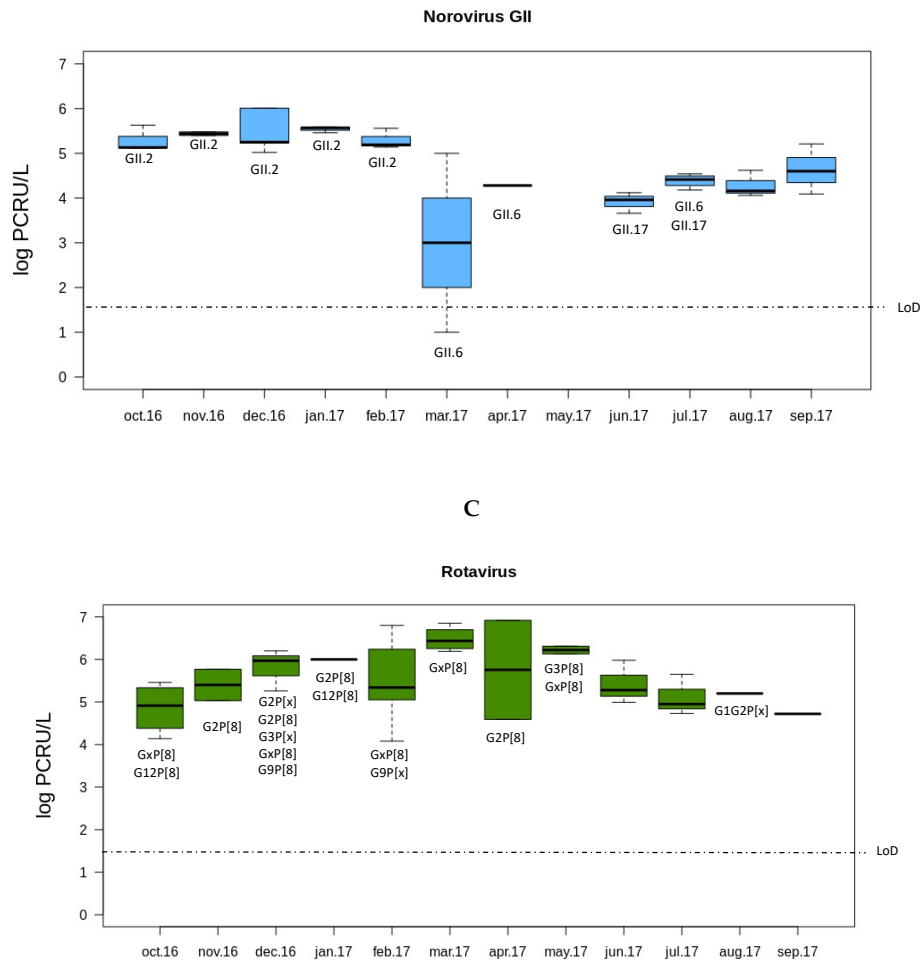 Norovirus GII
log PCRU/L
7
6
5
4
3
2
1
0
GII.2
GII.2
GII.2
GII.2
GII.2
GII.6
GII.6
GII.17
GII.6
GII.17
LoD
oct.16 nov.16 dec.16 jan.17 feb.17 mar.17 apr.17 may.17 jun.17 jul.17 aug.17 sep.17
C
Rotavirus
log PCRU/L
7
6
5
4
3
2
1
0
GxP[8]
G12P[8]
G2P[8]
G2P[x]
G2P[8]
G3P[x]
GxP[8]
G9P[8]
G2P[8]
G12P[8]
GxP[8]
G9P[x]
GxP[8]
G2P[8]
G3P[8]
GxP[8]
G1G2P[x]
LoD
oct.16 nov.16 dec.16 jan.17 feb.17 mar.17 apr.17 may.17 jun.17 jul.17 aug.17 sep.17